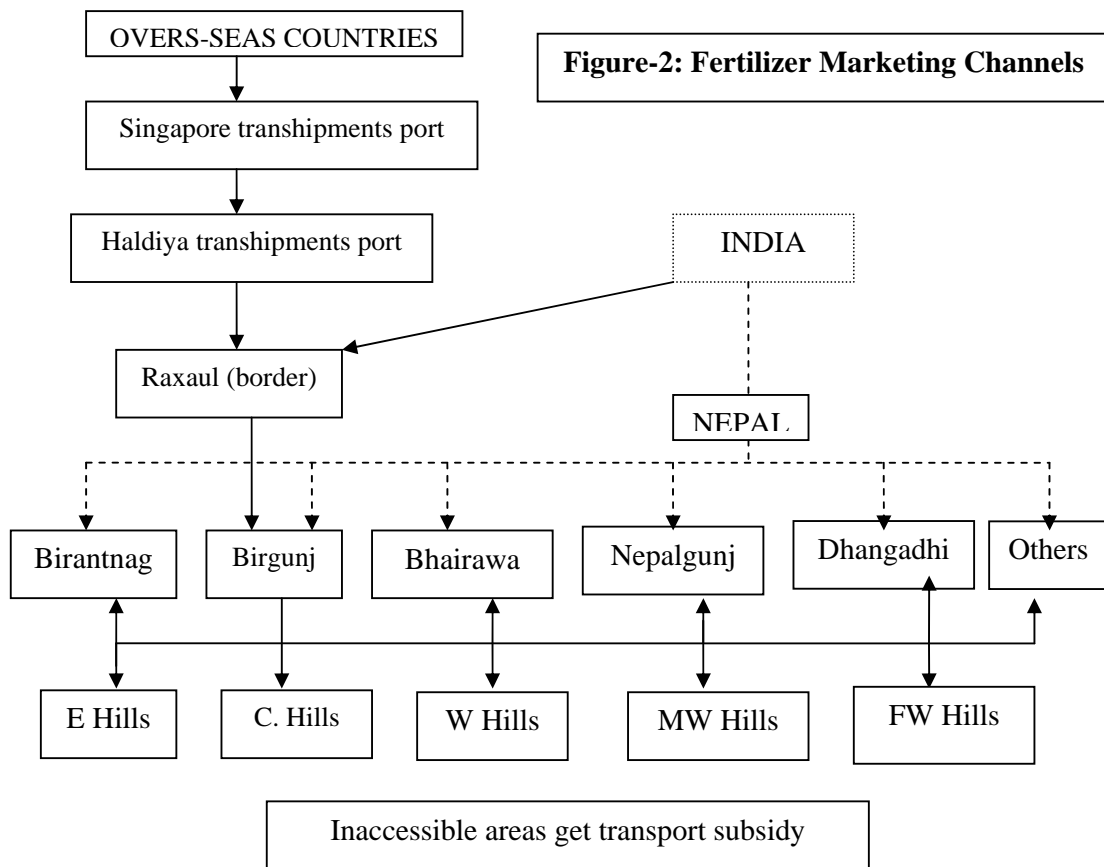 OVERS-SEAS COUNTRIES
Figure-2: Fertilizer Marketing Channels
Singapore transhipments port
Haldiya transhipments port
INDIA
Raxaul (border)
NEPAL
Birantnag
Birgunj
Bhairawa
Nepalgunj
Dhangadhi
Others
E Hills
C. Hills
W Hills
MW Hills
FW Hills
Inaccessible areas get transport subsidy